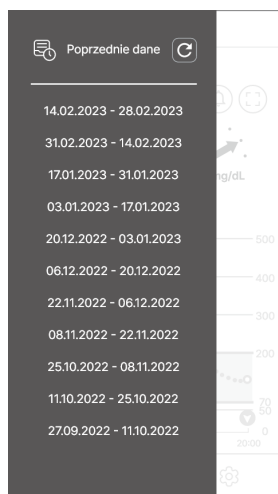 Poprzednie dane
14.02.2023 - 28.02.2023
31.02.2023 - 14.02.2023
17.01.2023 - 31.01.2023
03.01.2023 - 17.01.2023
20.12.2022 - 03.01.2023
06.12.2022 - 20.12.2022
22.11.2022 - 06.12.2022
08.11.2022 - 22.11.2022
25.10.2022 - 08.11.2022
11.10.2022 - 25.10.2022
27.09.2022 - 11.10.2022
mg/dL
500
400
300
200
70
50
0
20:00